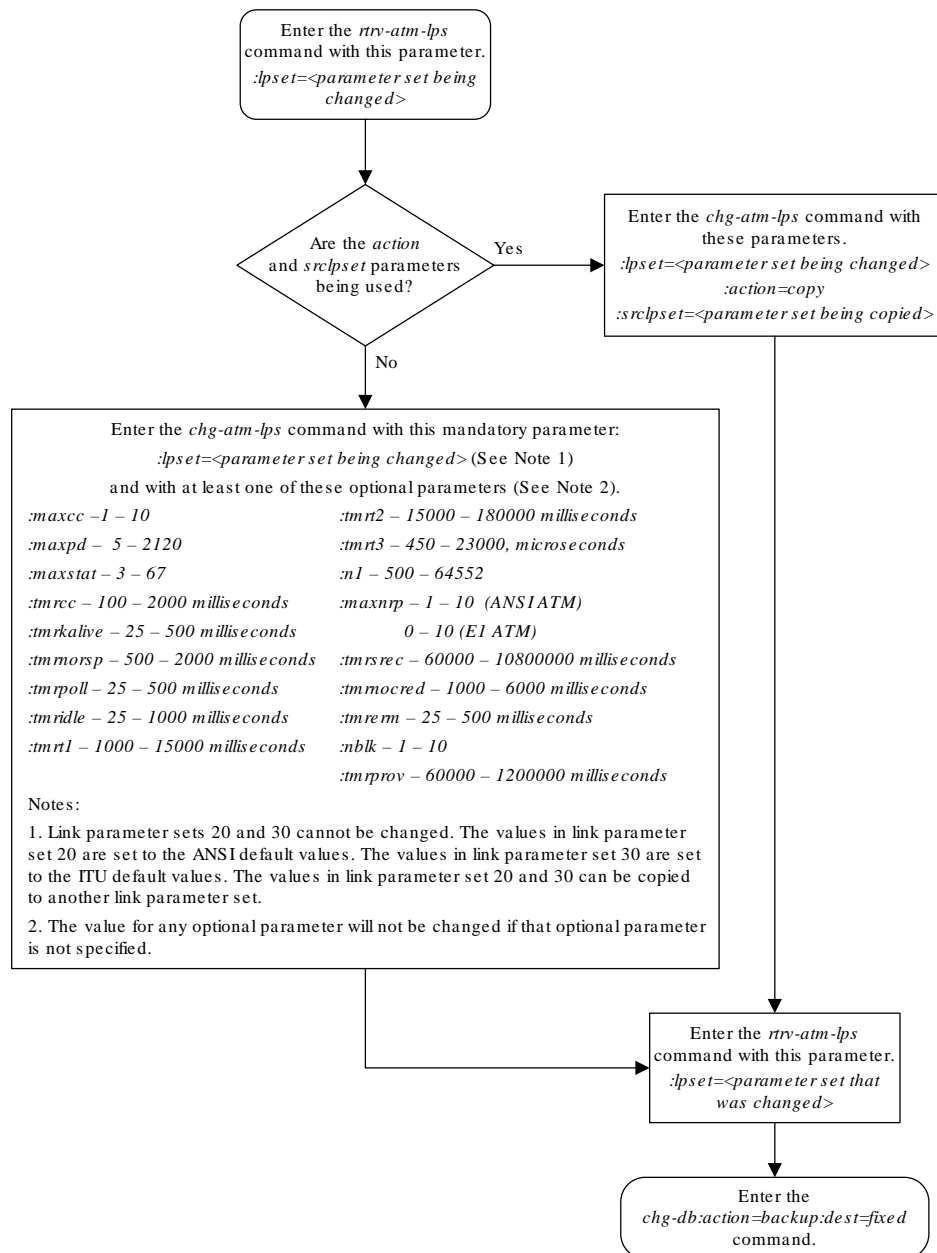 Enter the rtrv-atm-lps
command with this parameter.
:lpset=<parameter set being
changed>
Are the action
and srclpset parameters
being used?
Yes
Enter the chg-atm-lps command with
these parameters.
:lpset=<parameter set being changed>
:action=copy
:srclpset=<parameter set being copied>
No
Enter the chg-atm-lps command with this mandatory parameter:
:lpset=<parameter set being changed> (See Note 1)
and with at least one of these optional parameters (See Note 2).
:maxcc –1 – 10
:maxpd – 5 – 2120
:maxstat – 3 – 67
:tmrcc – 100 – 2000 milliseconds
:tmrkalive – 25 – 500 milliseconds
:tmrnorsp – 500 – 2000 milliseconds
:tmrpoll – 25 – 500 milliseconds
:tmridle – 25 – 1000 milliseconds
:tmrt1 – 1000 – 15000 milliseconds
:tmrt2 – 15000 – 180000 milliseconds
:tmrt3 – 450 – 23000, microseconds
:n1 – 500 – 64552
:maxnrp – 1 – 10 (ANSI ATM)
0 – 10 (E1 ATM)
:tmrsrec – 60000 – 10800000 milliseconds
:tmrnocred – 1000 – 6000 milliseconds
:tmrerm – 25 – 500 milliseconds
:nblk – 1 – 10
:tmrprov – 60000 – 1200000 milliseconds
Notes:
1. Link parameter sets 20 and 30 cannot be changed. The values in link parameter
set 20 are set to the ANSI default values. The values in link parameter set 30 are set
to the ITU default values. The values in link parameter set 20 and 30 can be copied
to another link parameter set.
2. The value for any optional parameter will not be changed if that optional parameter
is not specified.
Enter the rtrv-atm-lps
command with this parameter.
:lpset=<parameter set that
was changed>
Enter the
chg-db:action=backup:dest=fixed
command.